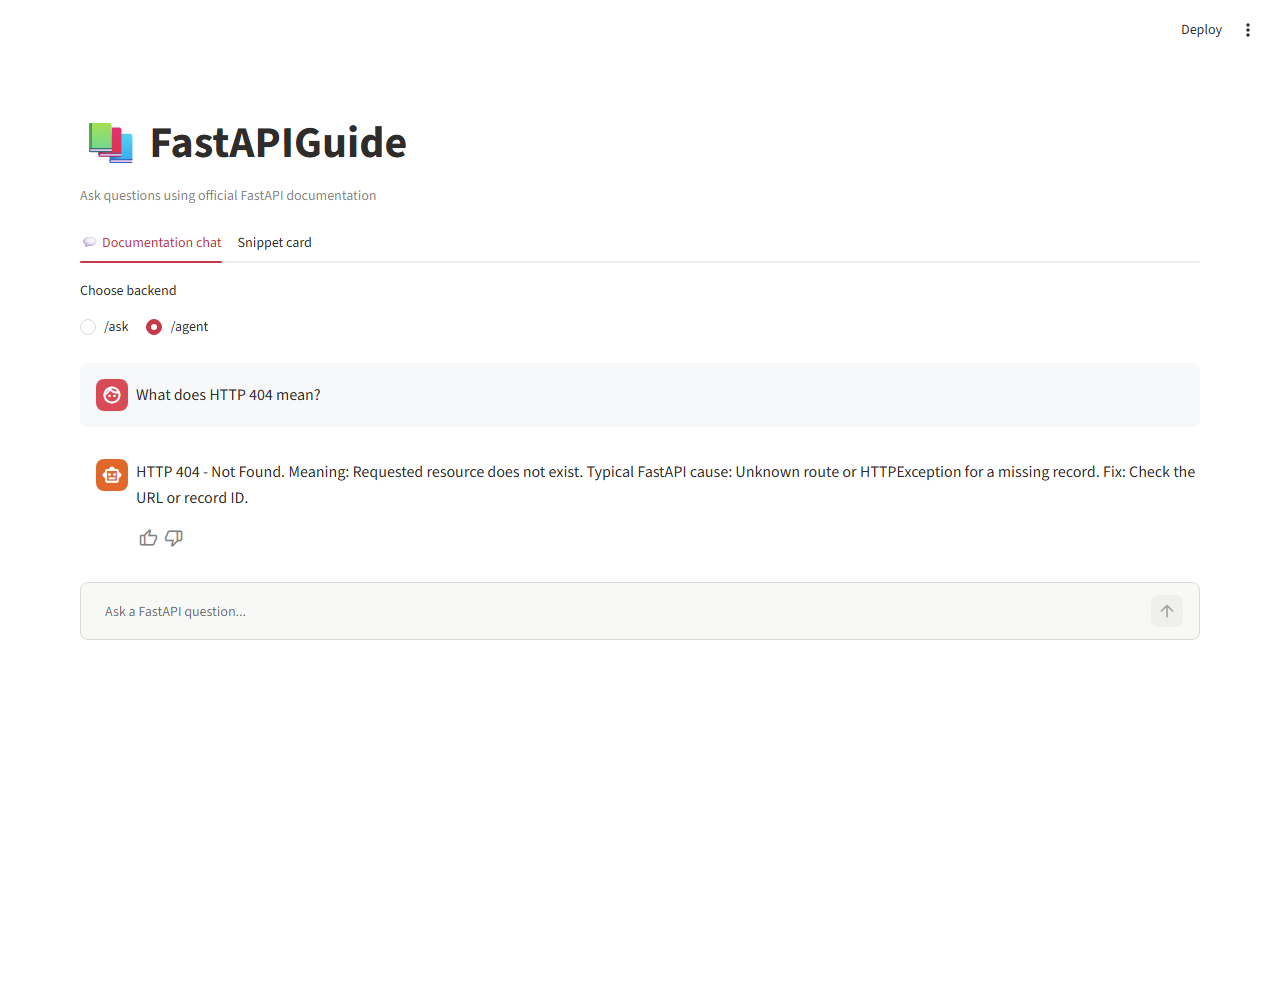 Deploy
FastAPIGuide
Ask questions using official FastAPI documentation
Documentation chat
Snippet card
Choose backend
/ask
/agent
What does HTTP 404 mean?
HTTP 404 - Not Found. Meaning: Requested resource does not exist. Typical FastAPI cause: Unknown route or HTTPException for a missing record. Fix: Check the
URL or record ID.
Ask a FastAPI question...